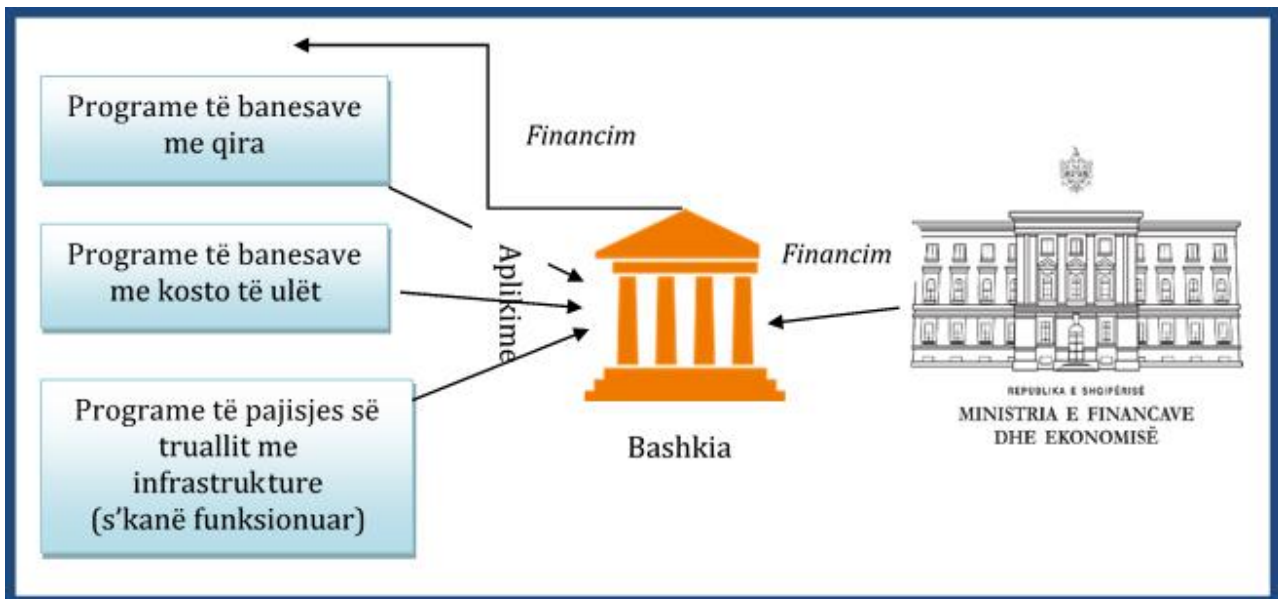 Programe të banesave
me qira
Financim
Programe të banesave
me kosto të ulët
Aplikime
Financim
Programe të pajisjes së
truallit me
infrastrukture
(s'kanë funksionuar)
Bashkia
REPUBLIKA E SHQIPËRISË
MINISTRIA E FINANCAVE
DHE EKONOMISË